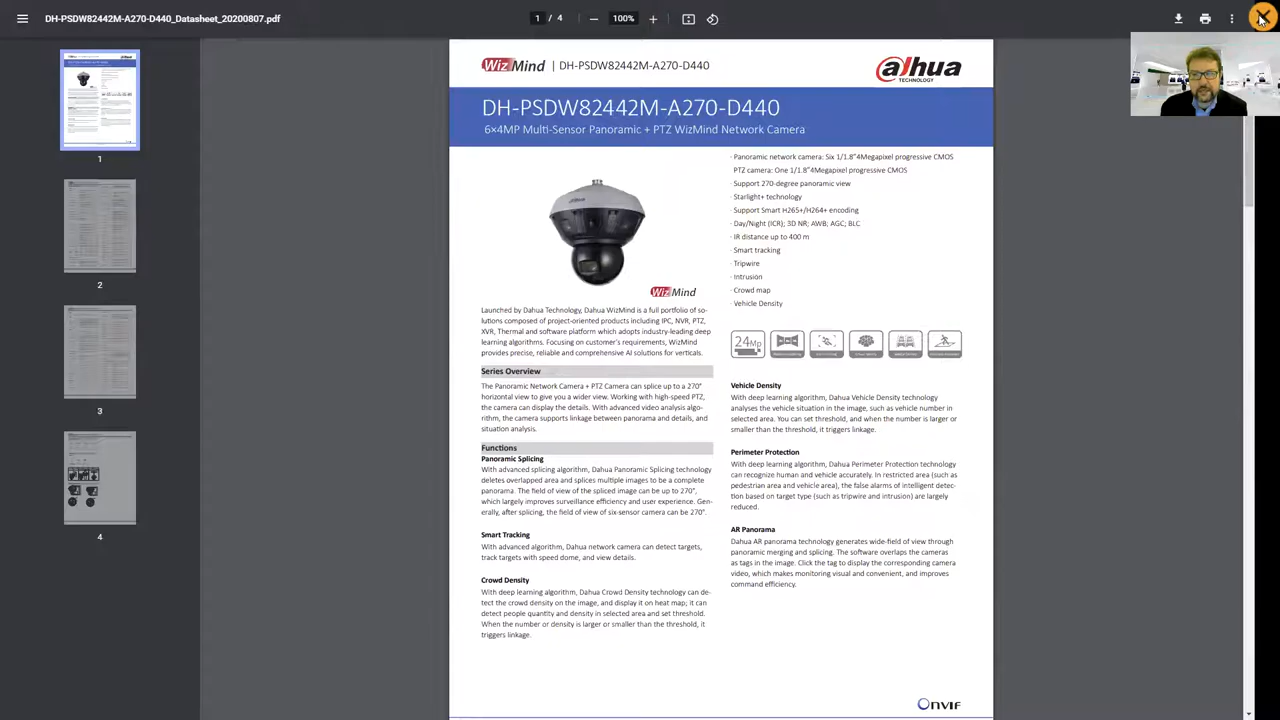 DH-PSDW82442M-A270-D440_Datasheet_20200807.pdf
1 / 4
100%
WizMind | DH-PSDW82442M-A270-D440
alhua
TECHNOLOGY
DH-PSDW82442M-A270-D440
6×4MP Multi-Sensor Panoramic + PTZ WizMind Network Camera
WizMind
Launched by Dahua Technology, Dahua WizMind is a full portfolio of so-
lutions composed of project-oriented products including IPC, NVR, PTZ,
XVR, Thermal and software platform which adopts industry-leading deep
learning algorithms. Focusing on customer's requirements, WizMind
provides precise, reliable and comprehensive AI solutions for verticals.
Series Overview
The Panoramic Network Camera + PTZ Camera can splice up to a 270°
horizontal view to give you a wider view. Working with high-speed PTZ,
the camera can display the details. With advanced video analysis algo-
rithm, the camera supports linkage between panorama and details, and
situation analysis.
Functions
Panoramic Splicing
With advanced splicing algorithm, Dahua Panoramic Splicing technology
deletes overlapped area and splices multiple images to be a complete
panorama. The field of view of the spliced image can be up to 270°,
which largely improves surveillance efficiency and user experience. Gen-
erally, after splicing, the field of view of six-sensor camera can be 270°.
Smart Tracking
With advanced algorithm, Dahua network camera can detect targets,
track targets with speed dome, and view details.
Crowd Density
With deep learning algorithm, Dahua Crowd Density technology can de-
tect the crowd density on the image, and display it on heat map; it can
detect people quantity and density in selected area and set threshold.
When the number or density is larger or smaller than the threshold, it
triggers linkage.
· Panoramic network camera: Six 1/1.8"4Megapixel progressive CMOS
PTZ camera: One 1/1.8"4Megapixel progressive CMOS
· Support 270-degree panoramic view
· Starlight+ technology
· Support Smart H265+/H264+ encoding
· Day/Night (ICR); 3D NR; AWB; AGC; BLC
· IR distance up to 400 m
· Smart tracking
· Tripwire
· Intrusion
· Crowd map
· Vehicle Density
24Mp
Vehicle Density
With deep learning algorithm, Dahua Vehicle Density technology
analyses the vehicle situation in the image, such as vehicle number in
selected area. You can set threshold, and when the number is larger or
smaller than the threshold, it triggers linkage.
Perimeter Protection
With deep learning algorithm, Dahua Perimeter Protection technology
can recognize human and vehicle accurately. In restricted area (such as
pedestrian area and vehicle area), the false alarms of intelligent detec-
tion based on target type (such as tripwire and intrusion) are largely
reduced.
AR Panorama
Dahua AR panorama technology generates wide-field of view through
panoramic merging and splicing. The software overlaps the cameras
as tags in the image. Click the tag to display the corresponding camera
video, which makes monitoring visual and convenient, and improves
command efficiency.
ONVIF
1
2
3
4